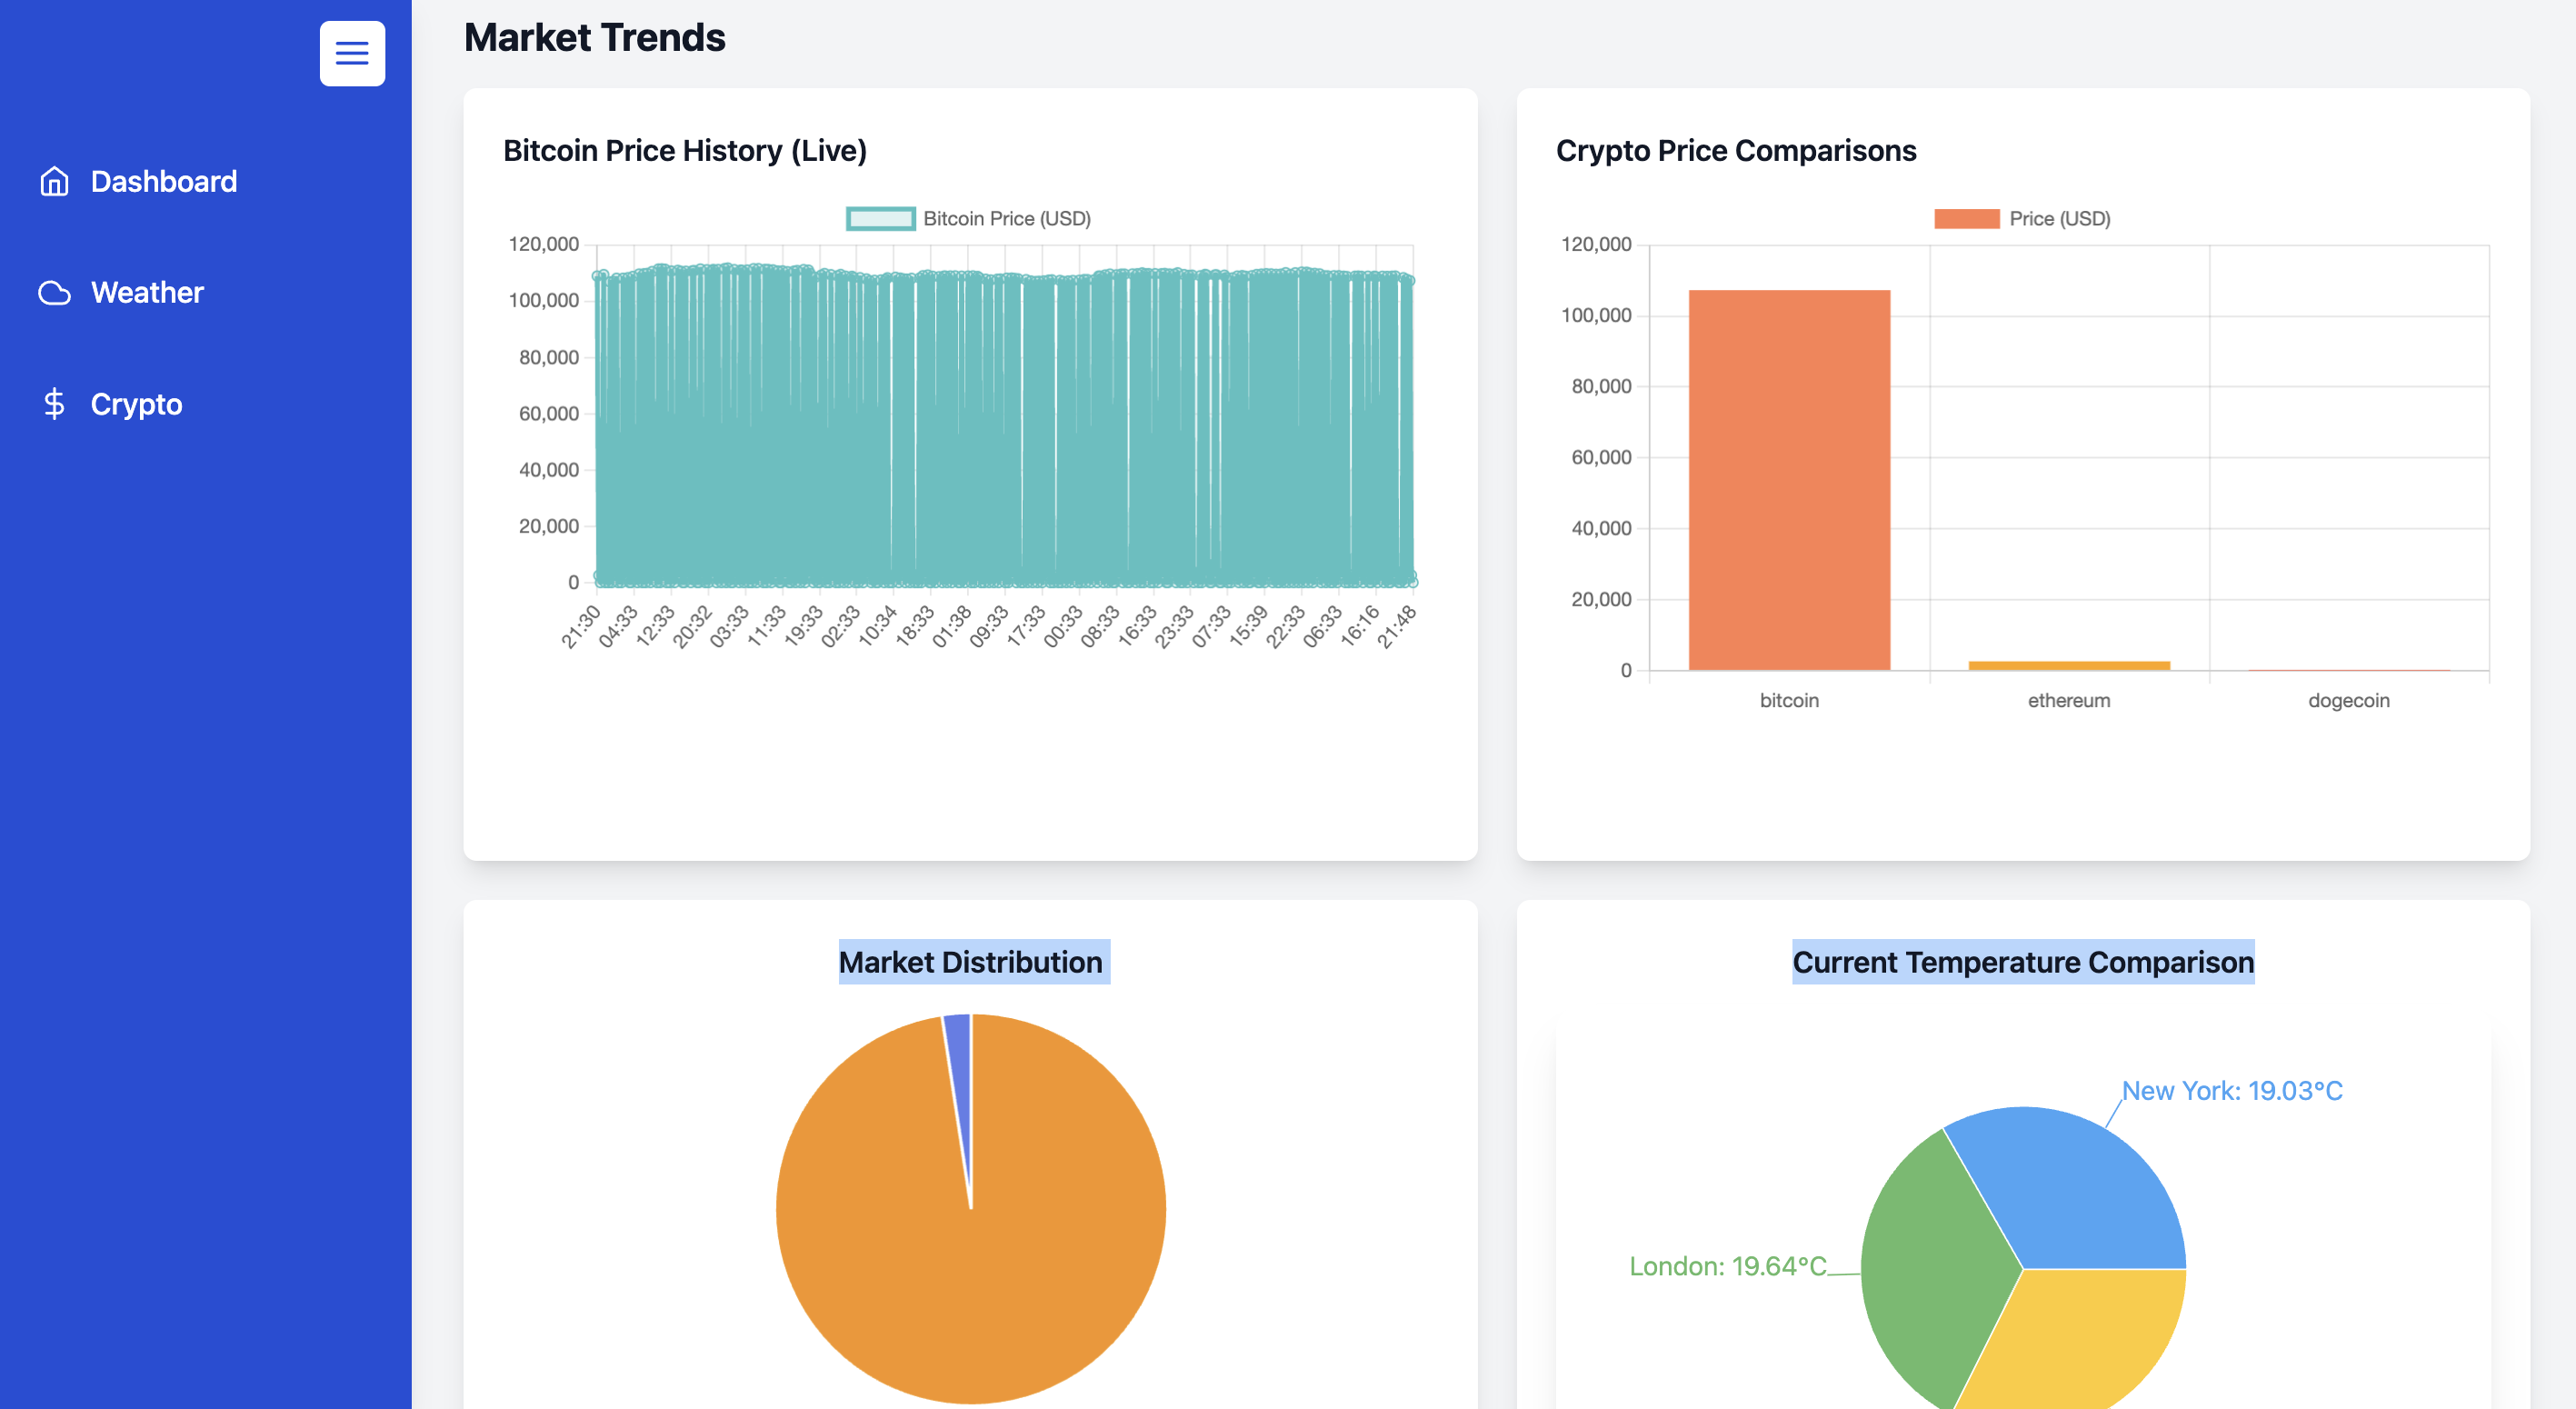 Market Trends
Dashboard
Weather
Crypto
Bitcoin Price History (Live)
Bitcoin Price (USD)
120,000
100,000
80,000
60,000
40,000
20,000
0
21:30 04:33 12:33 20:32 03:33 11:33 19:33 02:33 10:34 18:33 01:38 09:33 17:33 00:33 08:33 16:33 23:33 07:33 15:39 22:33 06:33 16:16 21:48
Crypto Price Comparisons
Price (USD)
120,000
100,000
80,000
60,000
40,000
20,000
0
bitcoin ethereum dogecoin
Market Distribution
Current Temperature Comparison
New York: 19.03°C
London: 19.64°C